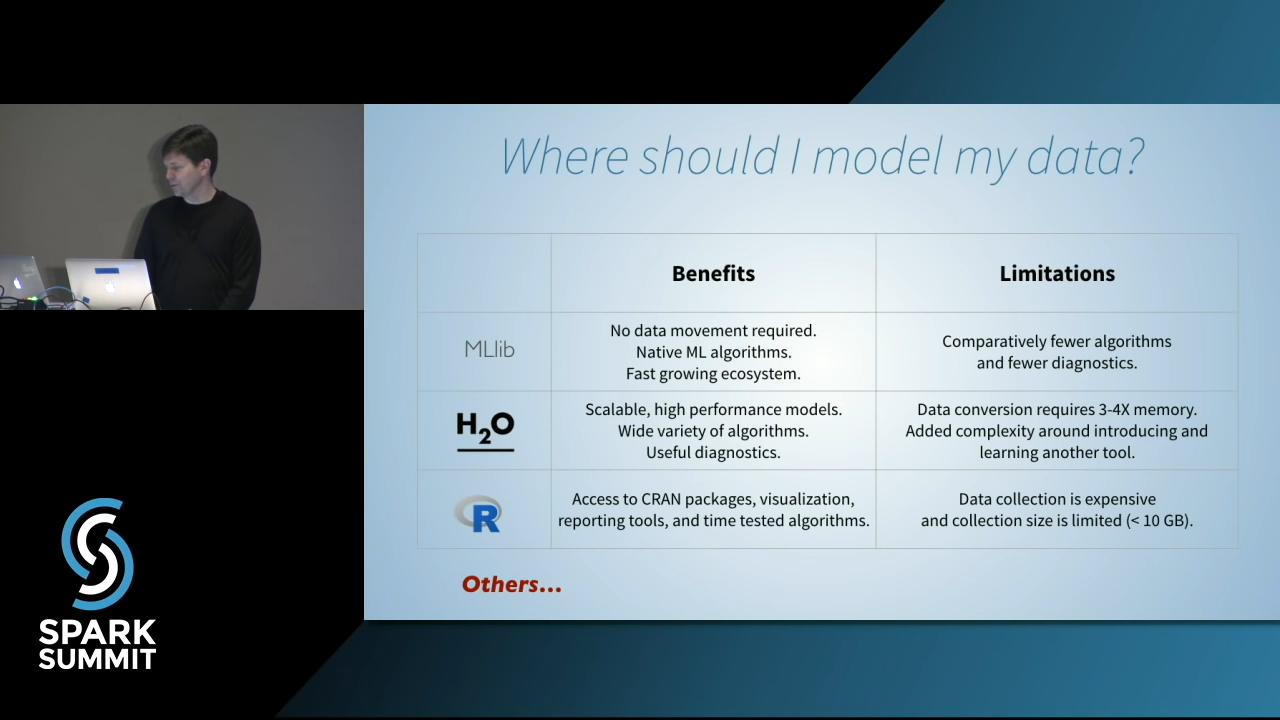 Where should I model my data?
Benefits
Limitations
MLlib
No data movement required.
Native ML algorithms.
Fast growing ecosystem.
Comparatively fewer algorithms
and fewer diagnostics.
H2O
Scalable, high performance models.
Wide variety of algorithms.
Useful diagnostics.
Data conversion requires 3-4X memory.
Added complexity around introducing and
learning another tool.
R
Access to CRAN packages, visualization,
reporting tools, and time tested algorithms.
Data collection is expensive
and collection size is limited (< 10 GB).
Others...
SPARK
SUMMIT